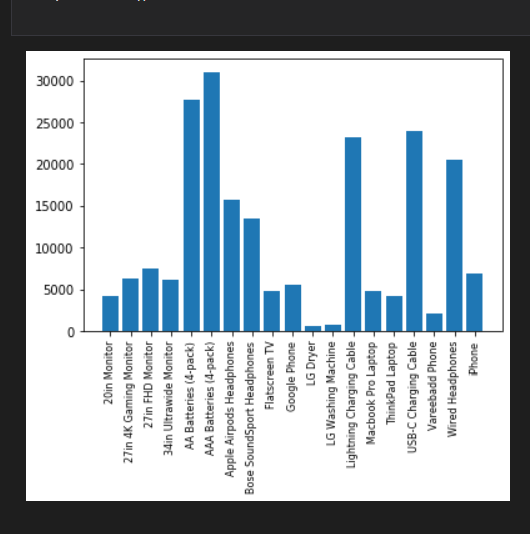 30000
25000
20000
15000
10000
5000
0
20in Monitor
27in 4K Gaming Monitor
27in FHD Monitor
34in Ultrawide Monitor
AA Batteries (4-pack)
AAA Batteries (4-pack)
Apple Airpods Headphones
Bose SoundSport Headphones
Flatscreen TV
Google Phone
LG Dryer
LG Washing Machine
Lightning Charging Cable
Macbook Pro Laptop
ThinkPad Laptop
USB-C Charging Cable
Vareebadd Phone
Wired Headphones
iPhone